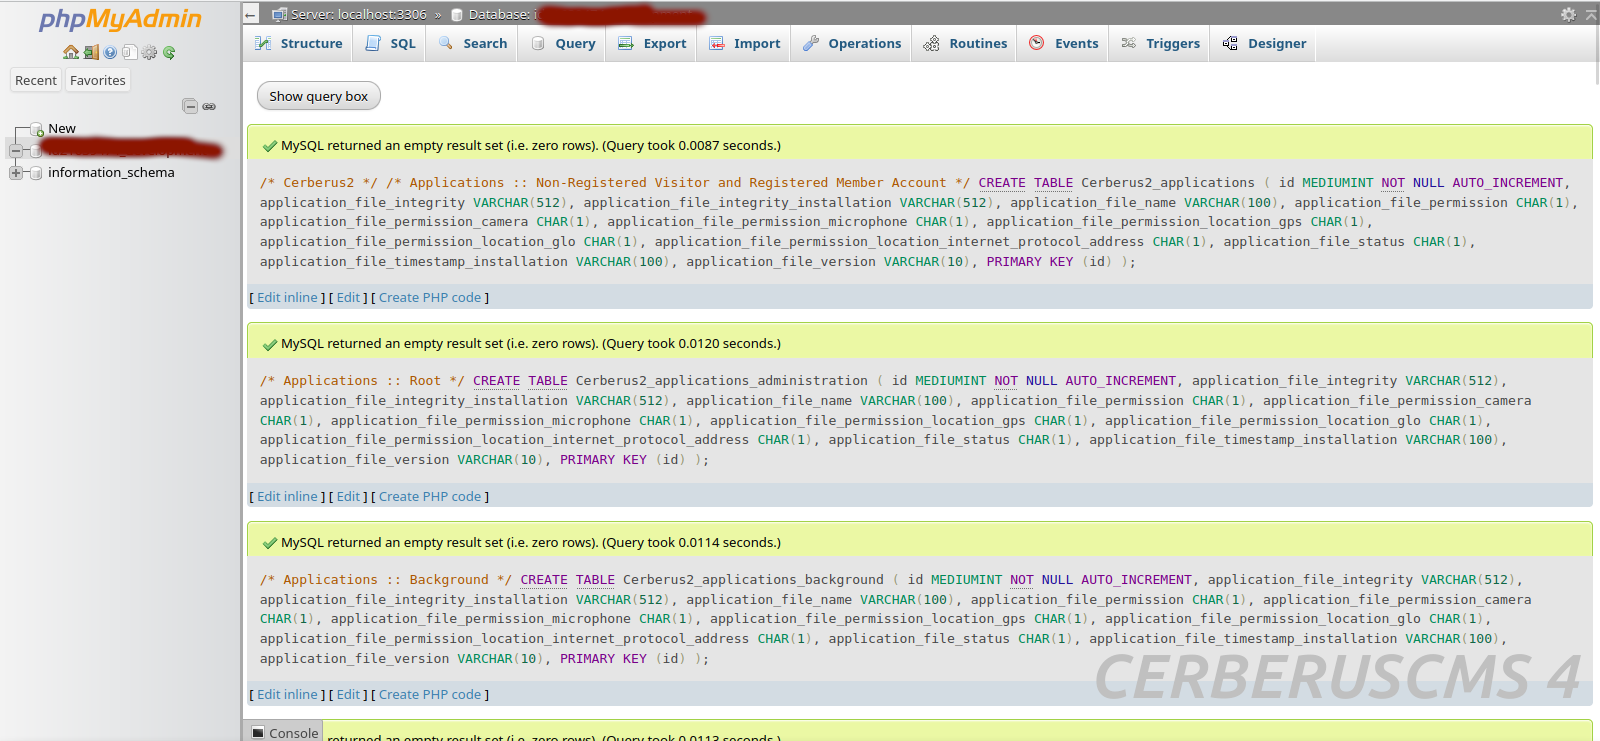 phpMyAdmin
Recent
Favorites
New
information_schema
Server: localhost:3306 » Database: i
Structure
SQL
Search
Query
Export
Import
Operations
Routines
Events
Triggers
Designer
Show query box
MySQL returned an empty result set (i.e. zero rows). (Query took 0.0087 seconds.)
/* Cerberus2 */ /* Applications :: Non-Registered Visitor and Registered Member Account */ CREATE TABLE Cerberus2_applications ( id MEDIUMINT NOT NULL AUTO_INCREMENT,
application_file_integrity VARCHAR(512), application_file_integrity_installation VARCHAR(512), application_file_name VARCHAR(100), application_file_permission CHAR(1),
application_file_permission_camera CHAR(1), application_file_permission_microphone CHAR(1), application_file_permission_location_gps CHAR(1),
application_file_permission_location_glo CHAR(1), application_file_permission_location_internet_protocol_address CHAR(1), application_file_status CHAR(1),
application_file_timestamp_installation VARCHAR(100), application_file_version VARCHAR(10), PRIMARY KEY (id) );
[ Edit inline ] [ Edit ] [ Create PHP code ]
MySQL returned an empty result set (i.e. zero rows). (Query took 0.0120 seconds.)
/* Applications :: Root */ CREATE TABLE Cerberus2_applications_administration ( id MEDIUMINT NOT NULL AUTO_INCREMENT, application_file_integrity VARCHAR(512),
application_file_integrity_installation VARCHAR(512), application_file_name VARCHAR(100), application_file_permission CHAR(1), application_file_permission_camera
CHAR(1), application_file_permission_microphone CHAR(1), application_file_permission_location_gps CHAR(1), application_file_permission_location_glo CHAR(1),
application_file_permission_location_internet_protocol_address CHAR(1), application_file_status CHAR(1), application_file_timestamp_installation VARCHAR(100),
application_file_version VARCHAR(10), PRIMARY KEY (id) );
[ Edit inline ] [ Edit ] [ Create PHP code ]
MySQL returned an empty result set (i.e. zero rows). (Query took 0.0114 seconds.)
/* Applications :: Background */ CREATE TABLE Cerberus2_applications_background ( id MEDIUMINT NOT NULL AUTO_INCREMENT, application_file_integrity VARCHAR(512),
application_file_integrity_installation VARCHAR(512), application_file_name VARCHAR(100), application_file_permission CHAR(1), application_file_permission_camera
CHAR(1), application_file_permission_microphone CHAR(1), application_file_permission_location_gps CHAR(1), application_file_permission_location_glo CHAR(1),
application_file_permission_location_internet_protocol_address CHAR(1), application_file_status CHAR(1), application_file_timestamp_installation VARCHAR(100),
application_file_version VARCHAR(10), PRIMARY KEY (id) );
CERBERUSCMS 4
[ Edit inline ] [ Edit ] [ Create PHP code ]
Console
returned an empty result set (i.e. zero rows). (Query took 0.0113 seconds.)